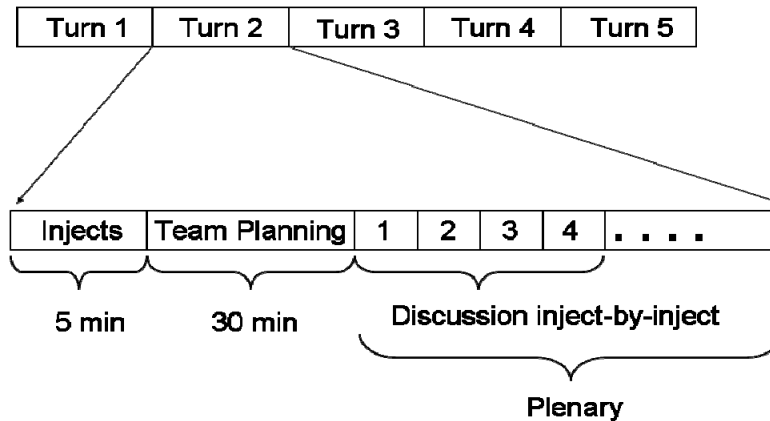 Turn 1 Turn 2 Turn 3 Turn 4 Turn 5
Injects Team Planning 1 2 3 4 . . . .
5 min 30 min Discussion inject-by-inject
Plenary